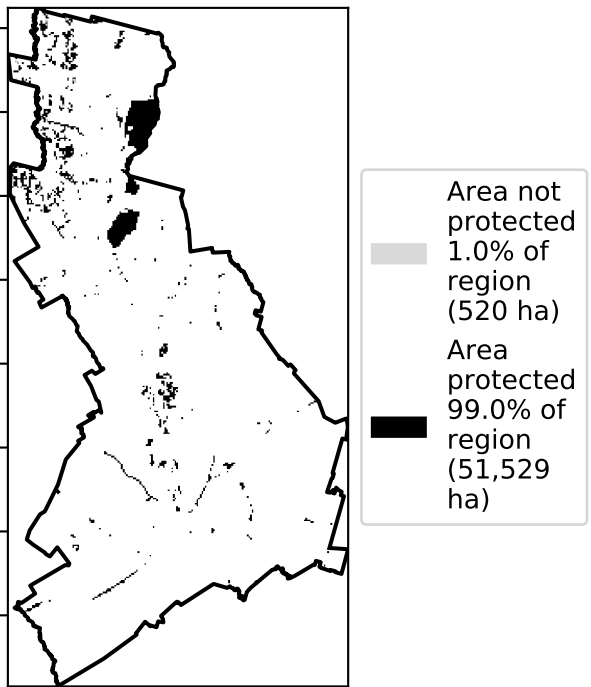 Area not
protected
1.0% of
region
(520 ha)
Area
protected
99.0% of
region
(51,529
ha)